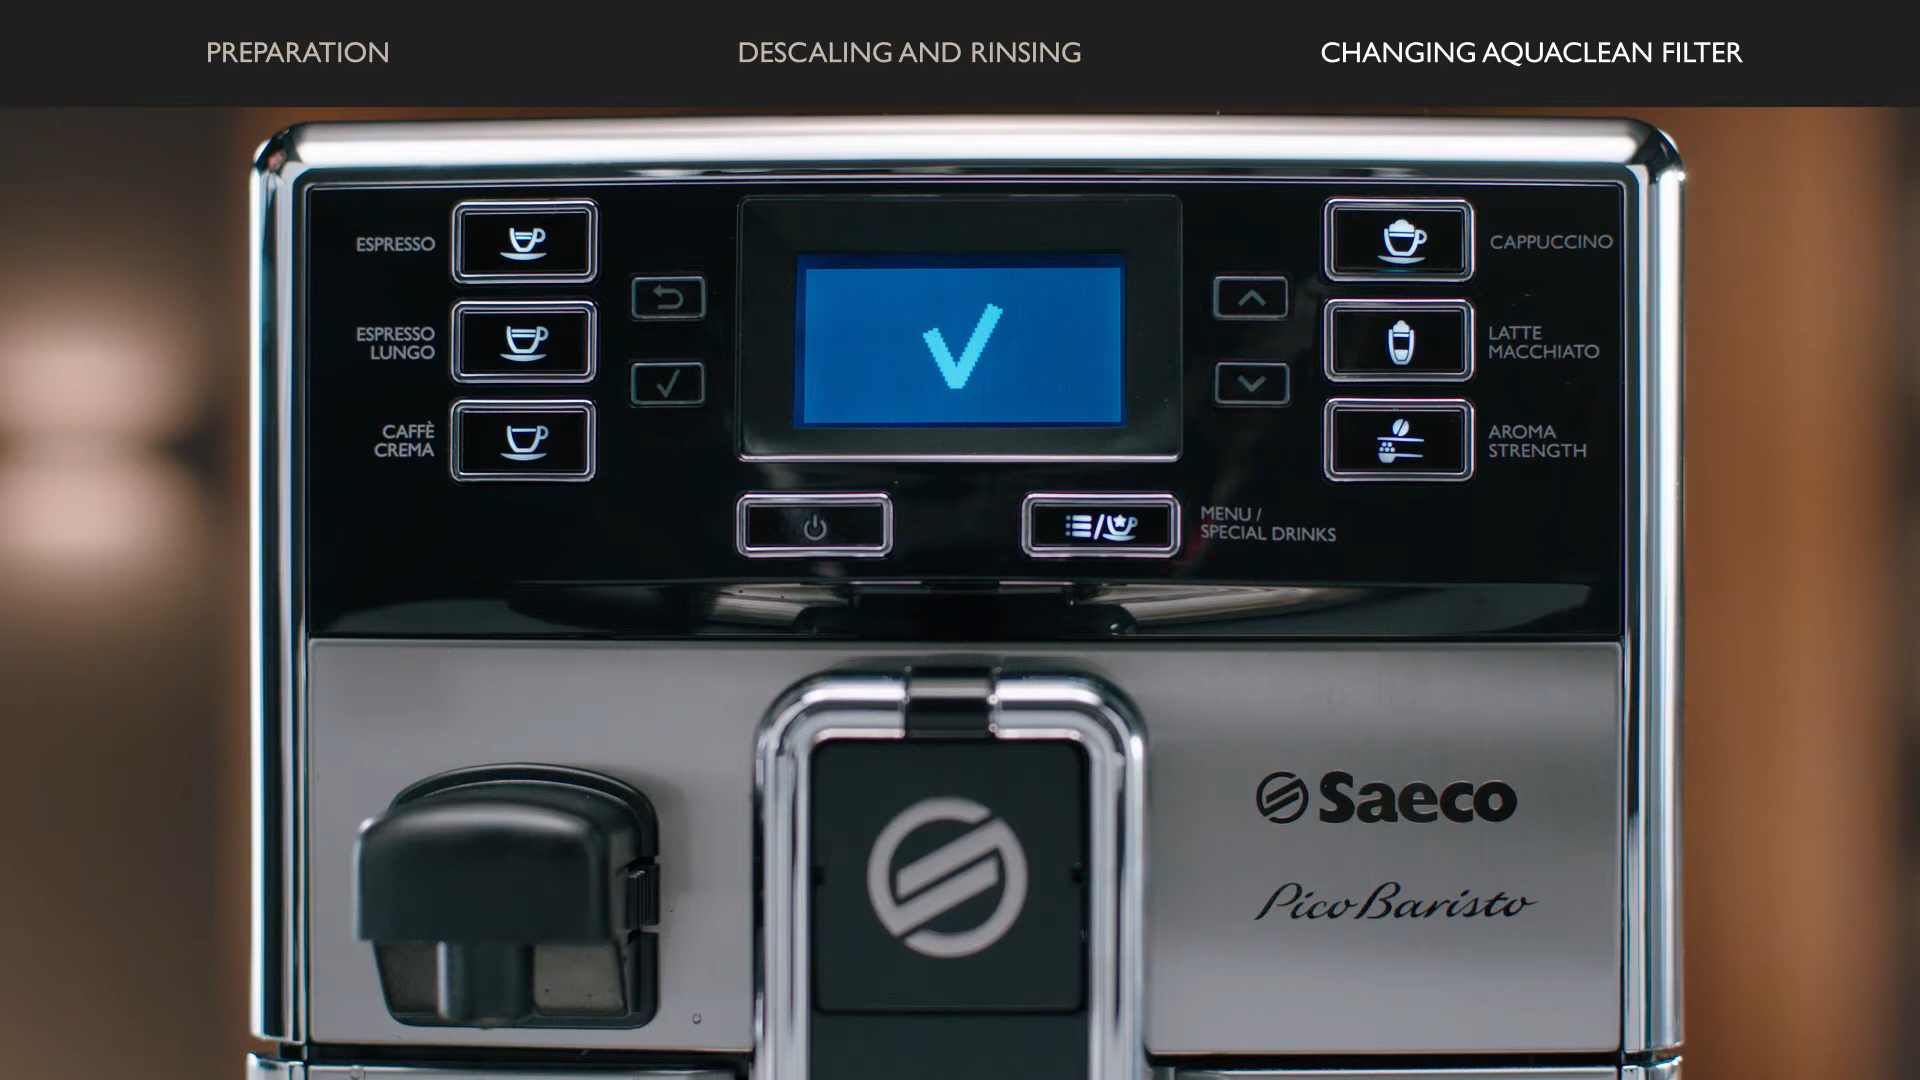 PREPARATION
DESCALING AND RINSING
CHANGING AQUACLEAN FILTER
ESPRESSO
ESPRESSO
LUNGO
CAFFÈ
CREMA
CAPPUCCINO
LATTE
MACCHIATO
AROMA
STRENGTH
MENU /
SPECIAL DRINKS
Saeco
PicoBaristo